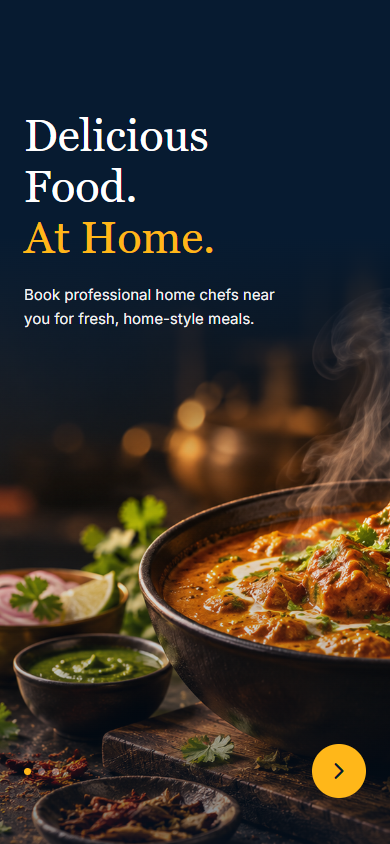 Delicious
Food.
At Home.
Book professional home chefs near
you for fresh, home-style meals.